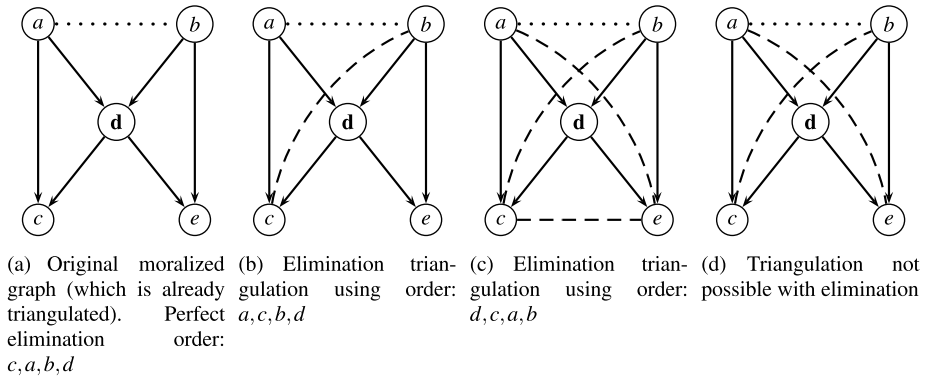 a b a b a b a b
d d d d
c e c e c e c e
(a) Original moralized
graph (which is already
triangulated). Perfect
elimination order:
c,a,b,d
(b) Elimination trian-
gulation using order:
a,c,b,d
(c) Elimination trian-
gulation using order:
d,c,a,b
(d) Triangulation not
possible with elimination